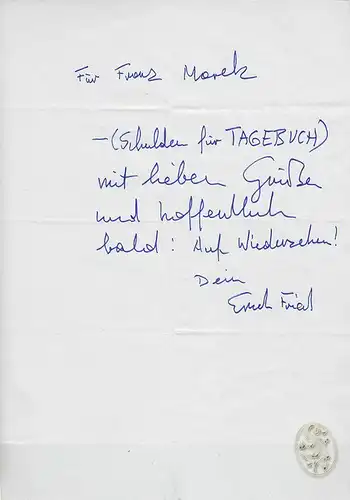 Für Franz Marek
– (Schulden für TAGEBUCH)
mit lieben Grüßen
und hoffentlich
bald: Auf Wiedersehen!
Dein
Erich Fried